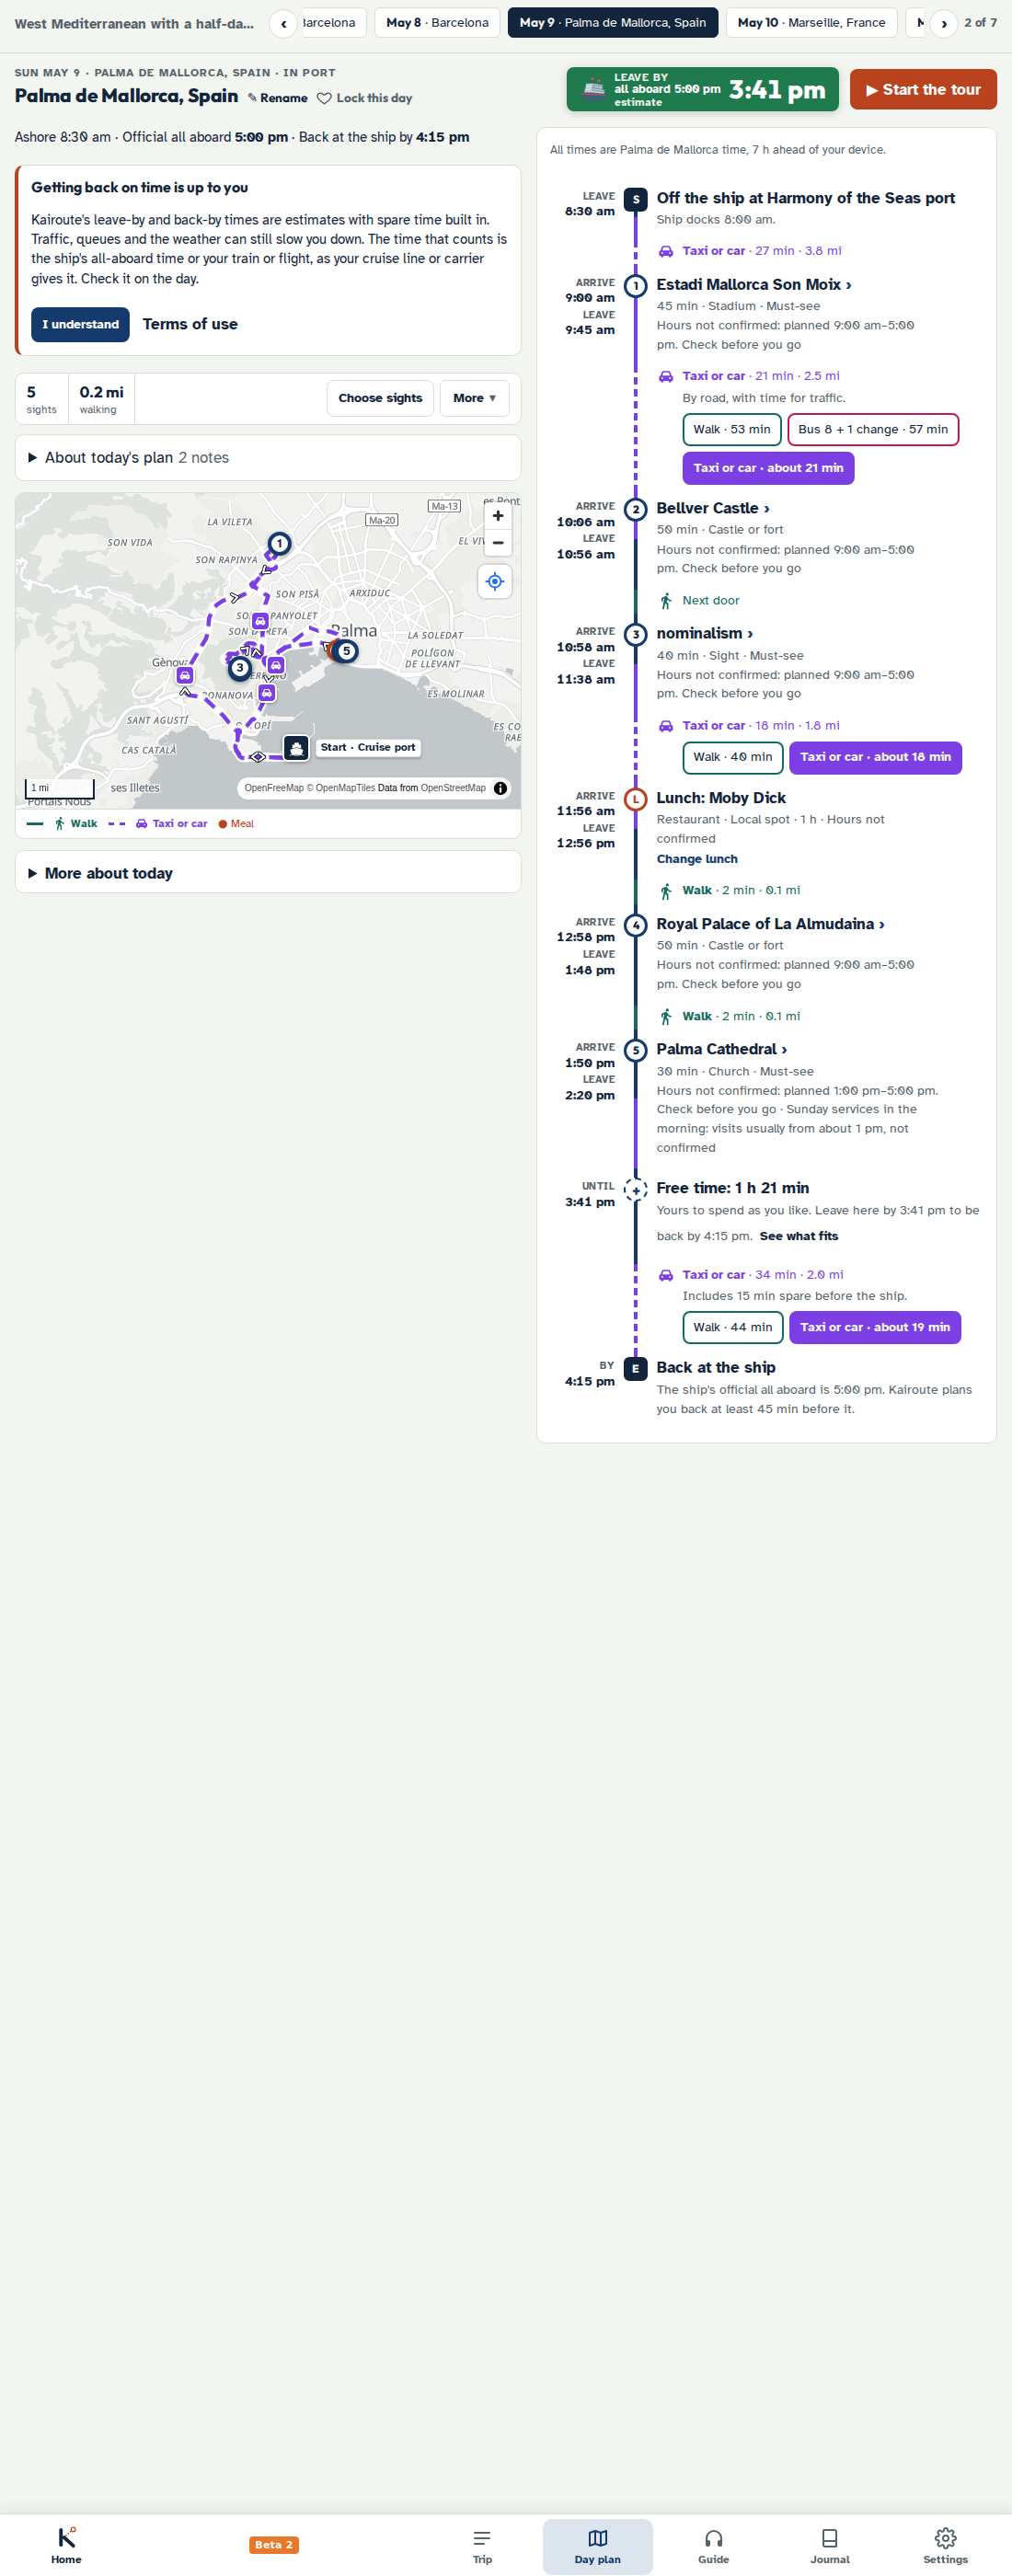 West Mediterranean with a half-da...
‹
Barcelona
May 8 · Barcelona
May 9 · Palma de Mallorca, Spain
May 10 · Marseille, France
›
2 of 7
SUN MAY 9 · PALMA DE MALLORCA, SPAIN · IN PORT
Palma de Mallorca, Spain
✎ Rename
Lock this day
LEAVE BY
all aboard 5:00 pm
estimate
3:41 pm
▶ Start the tour
Ashore 8:30 am · Official all aboard 5:00 pm · Back at the ship by 4:15 pm
Getting back on time is up to you
Kairoute's leave-by and back-by times are estimates with spare time built in.
Traffic, queues and the weather can still slow you down. The time that counts is
the ship's all-aboard time or your train or flight, as your cruise line or carrier
gives it. Check it on the day.
I understand
Terms of use
5
sights
0.2 mi
walking
Choose sights
More ▼
▶ About today's plan 2 notes
Ma-13
Ma-20
LA VILETA
SON VIDA
SON RAPINYA
SON PISÀ
ARXIDUC
Palma
LA SOLEDAT
POLÍGON
DE LLEVANT
Gènova
ES MOLINAR
SANT AGUSTÍ
CAS CATALÀ
ses Illetes
Portals Nous
1
3
5
+
−
Start · Cruise port
1 mi
OpenFreeMap © OpenMapTiles Data from OpenStreetMap
Walk
Taxi or car
Meal
▶ More about today
All times are Palma de Mallorca time, 7 h ahead of your device.
LEAVE
8:30 am
S
Off the ship at Harmony of the Seas port
Ship docks 8:00 am.
Taxi or car · 27 min · 3.8 mi
ARRIVE
9:00 am
LEAVE
9:45 am
1
Estadi Mallorca Son Moix ›
45 min · Stadium · Must-see
Hours not confirmed: planned 9:00 am–5:00
pm. Check before you go
Taxi or car · 21 min · 2.5 mi
By road, with time for traffic.
Walk · 53 min
Bus 8 + 1 change · 57 min
Taxi or car · about 21 min
ARRIVE
10:06 am
LEAVE
10:56 am
2
Bellver Castle ›
50 min · Castle or fort
Hours not confirmed: planned 9:00 am–5:00
pm. Check before you go
Next door
ARRIVE
10:58 am
LEAVE
11:38 am
3
nominalism ›
40 min · Sight · Must-see
Hours not confirmed: planned 9:00 am–5:00
pm. Check before you go
Taxi or car · 18 min · 1.8 mi
Walk · 40 min
Taxi or car · about 18 min
ARRIVE
11:56 am
LEAVE
12:56 pm
L
Lunch: Moby Dick
Restaurant · Local spot · 1 h · Hours not
confirmed
Change lunch
Walk · 2 min · 0.1 mi
ARRIVE
12:58 pm
LEAVE
1:48 pm
4
Royal Palace of La Almudaina ›
50 min · Castle or fort
Hours not confirmed: planned 9:00 am–5:00
pm. Check before you go
Walk · 2 min · 0.1 mi
ARRIVE
1:50 pm
LEAVE
2:20 pm
5
Palma Cathedral ›
30 min · Church · Must-see
Hours not confirmed: planned 1:00 pm–5:00 pm.
Check before you go · Sunday services in the
morning: visits usually from about 1 pm, not
confirmed
UNTIL
3:41 pm
+
Free time: 1 h 21 min
Yours to spend as you like. Leave here by 3:41 pm to be
back by 4:15 pm. See what fits
Taxi or car · 34 min · 2.0 mi
Includes 15 min spare before the ship.
Walk · 44 min
Taxi or car · about 19 min
BY
4:15 pm
E
Back at the ship
The ship's official all aboard is 5:00 pm. Kairoute plans
you back at least 45 min before it.
Home
Beta 2
Trip
Day plan
Guide
Journal
Settings